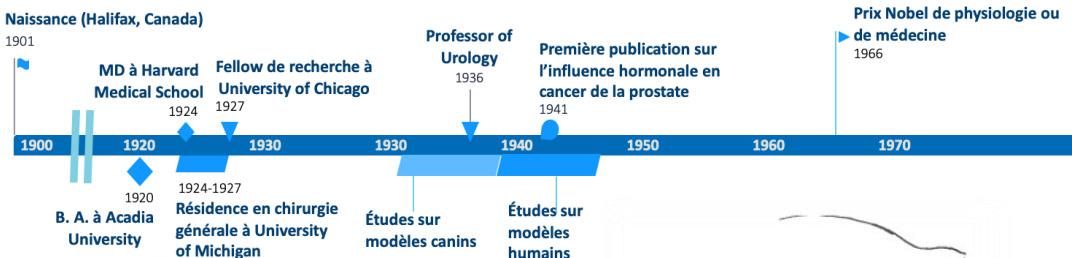 Naissance (Halifax, Canada)
1901
MD à Harvard
Medical School
1924
Fellow de recherche à
University of Chicago
1927
Professor of
Urology
1936
Première publication sur
l’influence hormonale en
cancer de la prostate
1941
Prix Nobel de physiologie ou
de médecine
1966
1900 1920 1930 1930 1940 1950 1960 1970
1920
B. A. à Acadia
University
1924-1927
Résidence en chirurgie
générale à University
of Michigan
Études sur
modèles canins
Études sur
modèles
humains